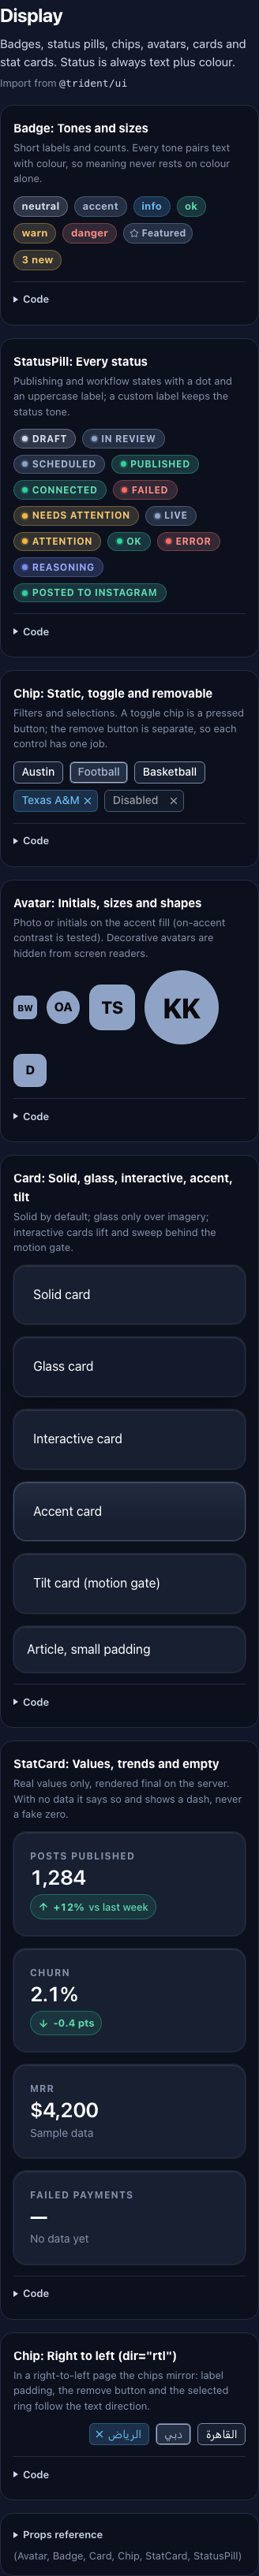 Display
Badges, status pills, chips, avatars, cards and
stat cards. Status is always text plus colour.
Import from @trident/ui
Badge: Tones and sizes
Short labels and counts. Every tone pairs text
with colour, so meaning never rests on colour
alone.
neutral accent info ok
warn danger Featured
3 new
Code
StatusPill: Every status
Publishing and workflow states with a dot and
an uppercase label; a custom label keeps the
status tone.
DRAFT IN REVIEW
SCHEDULED PUBLISHED
CONNECTED FAILED
NEEDS ATTENTION LIVE
ATTENTION OK ERROR
REASONING
POSTED TO INSTAGRAM
Code
Chip: Static, toggle and removable
Filters and selections. A toggle chip is a pressed
button; the remove button is separate, so each
control has one job.
Austin Football Basketball
Texas A&M × Disabled ×
Code
Avatar: Initials, sizes and shapes
Photo or initials on the accent fill (on-accent
contrast is tested). Decorative avatars are
hidden from screen readers.
BW OA TS KK
D
Code
Card: Solid, glass, interactive, accent,
tilt
Solid by default; glass only over imagery;
interactive cards lift and sweep behind the
motion gate.
Solid card
Glass card
Interactive card
Accent card
Tilt card (motion gate)
Article, small padding
Code
StatCard: Values, trends and empty
Real values only, rendered final on the server.
With no data it says so and shows a dash, never
a fake zero.
POSTS PUBLISHED
1,284
↑ +12% vs last week
CHURN
2.1%
↓ -0.4 pts
MRR
$4,200
Sample data
FAILED PAYMENTS
—
No data yet
Code
Chip: Right to left (dir="rtl")
In a right-to-left page the chips mirror: label
padding, the remove button and the selected
ring follow the text direction.
القاهرة دبي الرياض ×
Code
Props reference
(Avatar, Badge, Card, Chip, StatCard, StatusPill)